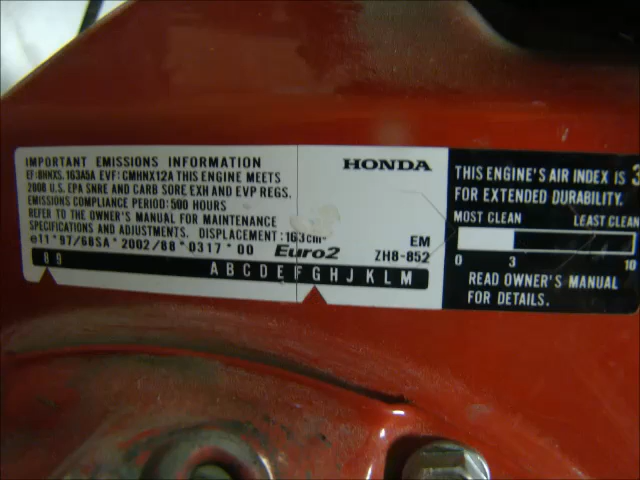 IMPORTANT EMISSIONS INFORMATION
EF:8HNXS.163A5A EVF:CMHNX12A THIS ENGINE MEETS
2008 U.S. EPA SNRE AND CARB SORE EXH AND EVP REGS.
EMISSIONS COMPLIANCE PERIOD: 500 HOURS
REFER TO THE OWNER'S MANUAL FOR MAINTENANCE
SPECIFICATIONS AND ADJUSTMENTS. DISPLACEMENT: 163cm³
e11*97/68SA*2002/88*0317*00 Euro2
HONDA
EM
ZH8-852
8 9 A B C D E F G H J K L M
THIS ENGINE'S AIR INDEX IS 3
FOR EXTENDED DURABILITY.
MOST CLEAN LEAST CLEAN
0 3 10
READ OWNER'S MANUAL
FOR DETAILS.